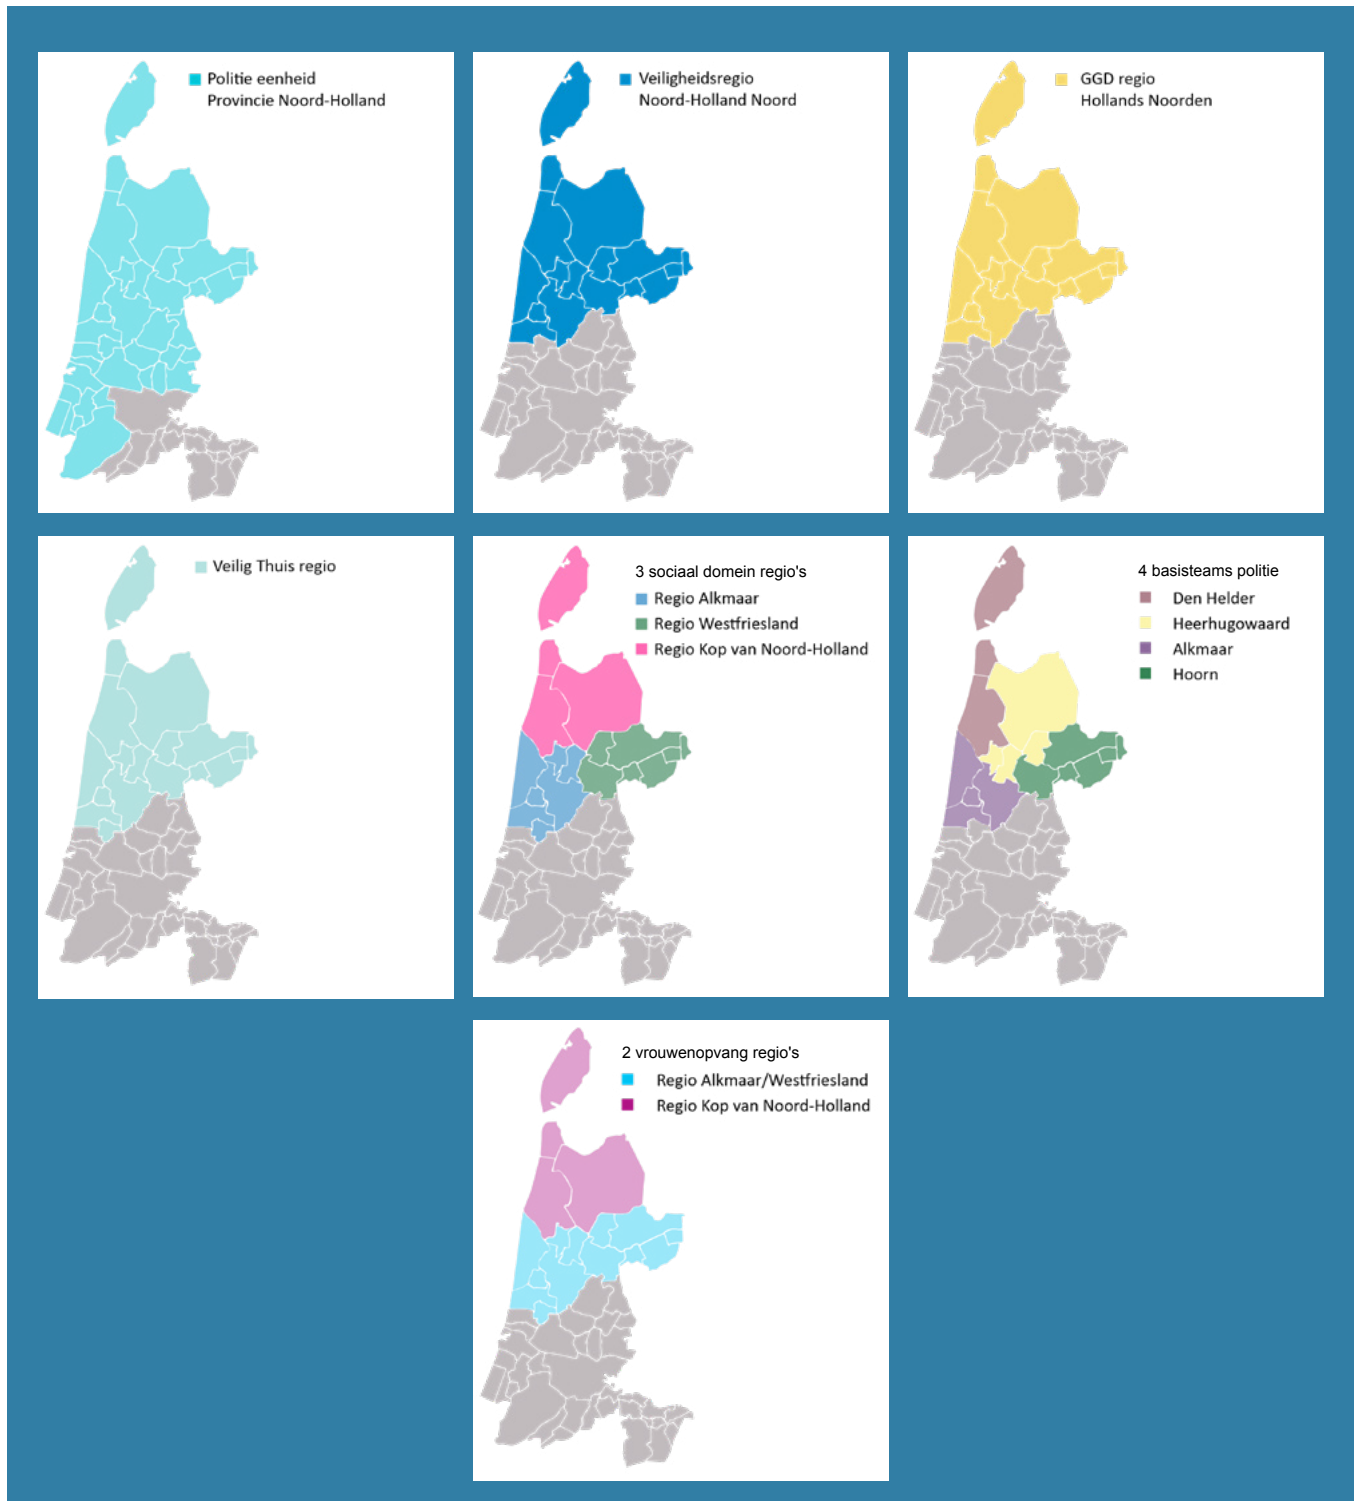 Politie eenheid
Provincie Noord-Holland
Veiligheidsregio
Noord-Holland Noord
GGD regio
Hollands Noorden
Veilig Thuis regio
3 sociaal domein regio's
Regio Alkmaar
Regio Westfriesland
Regio Kop van Noord-Holland
4 basisteams politie
Den Helder
Heerhugowaard
Alkmaar
Hoorn
2 vrouwenopvang regio's
Regio Alkmaar/Westfriesland
Regio Kop van Noord-Holland